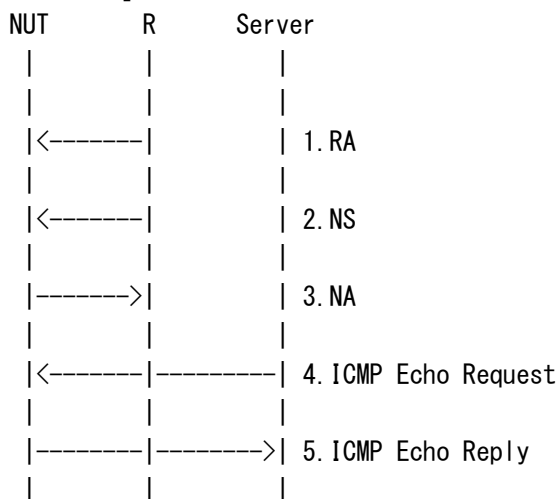 NUT R Server
| | |
| | |
|<-------| | 1.RA
| | |
|<-------| | 2.NS
| | |
|------->| | 3.NA
| | |
|<-------|---------| 4.ICMP Echo Request
| | |
|--------|-------->| 5.ICMP Echo Reply
| | |